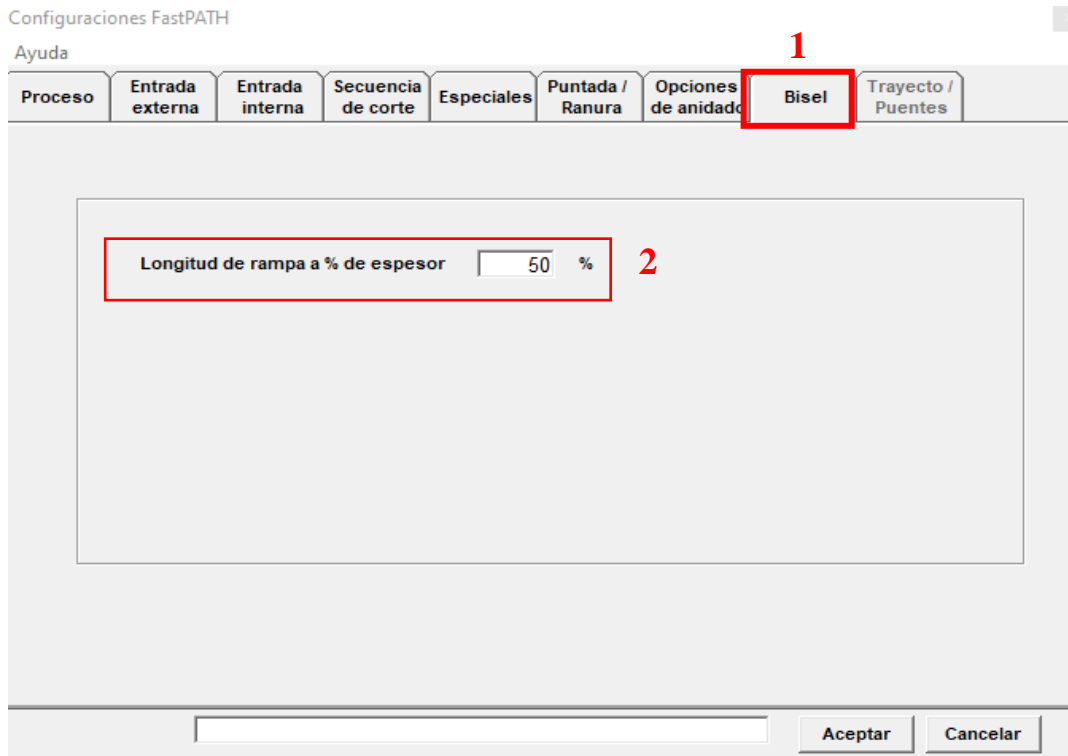 Configuraciones FastPATH
Ayuda
1
Proceso
Entrada
externa
Entrada
interna
Secuencia
de corte
Especiales
Puntada /
Ranura
Opciones
de anidado
Bisel
Trayecto /
Puentes
Longitud de rampa a % de espesor 50 % 2
Aceptar Cancelar